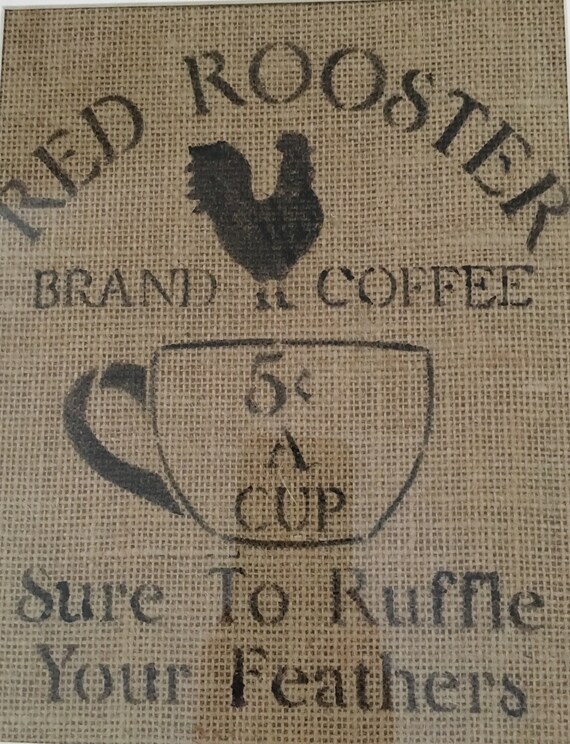 RED ROOSTER
BRAND COFFEE
5¢
A
CUP
Sure To Ruffle
Your Feathers